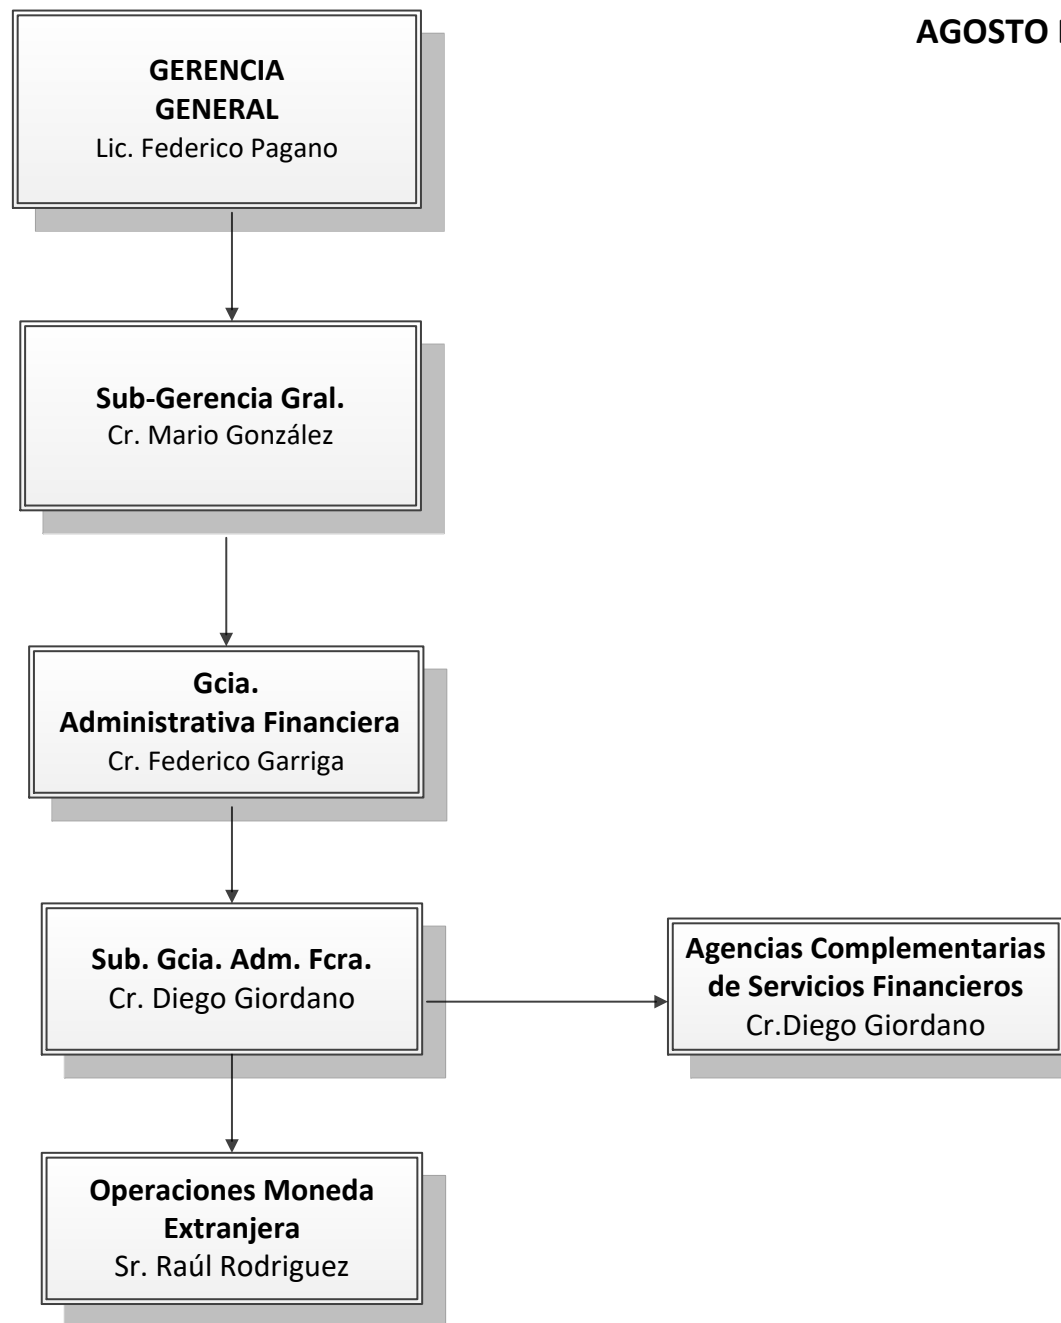 AGOSTO
GERENCIA
GENERAL
Lic. Federico Pagano
Sub-Gerencia Gral.
Cr. Mario González
Gcia.
Administrativa Financiera
Cr. Federico Garriga
Sub. Gcia. Adm. Fcra.
Cr. Diego Giordano
Agencias Complementarias
de Servicios Financieros
Cr.Diego Giordano
Operaciones Moneda
Extranjera
Sr. Raúl Rodriguez